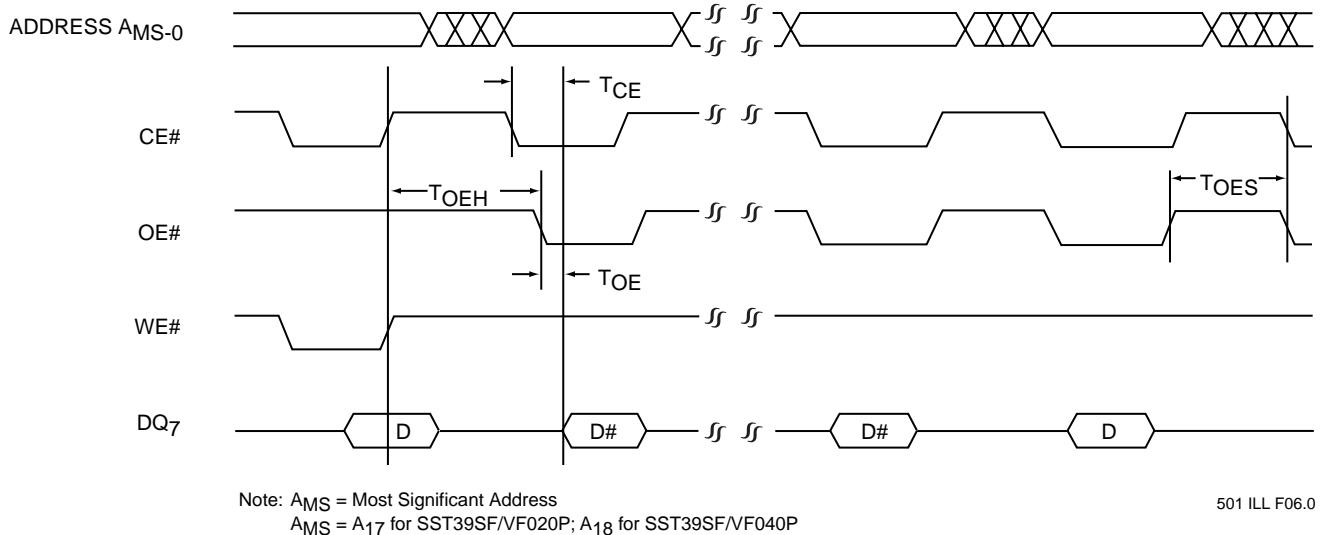 ADDRESS AMS-0
TCE
CE#
TOEH
TOES
OE#
TOE
WE#
DQ7
D
D#
D#
D
Note: AMS = Most Significant Address
AMS = A17 for SST39SF/VF020P; A18 for SST39SF/VF040P
501 ILL F06.0